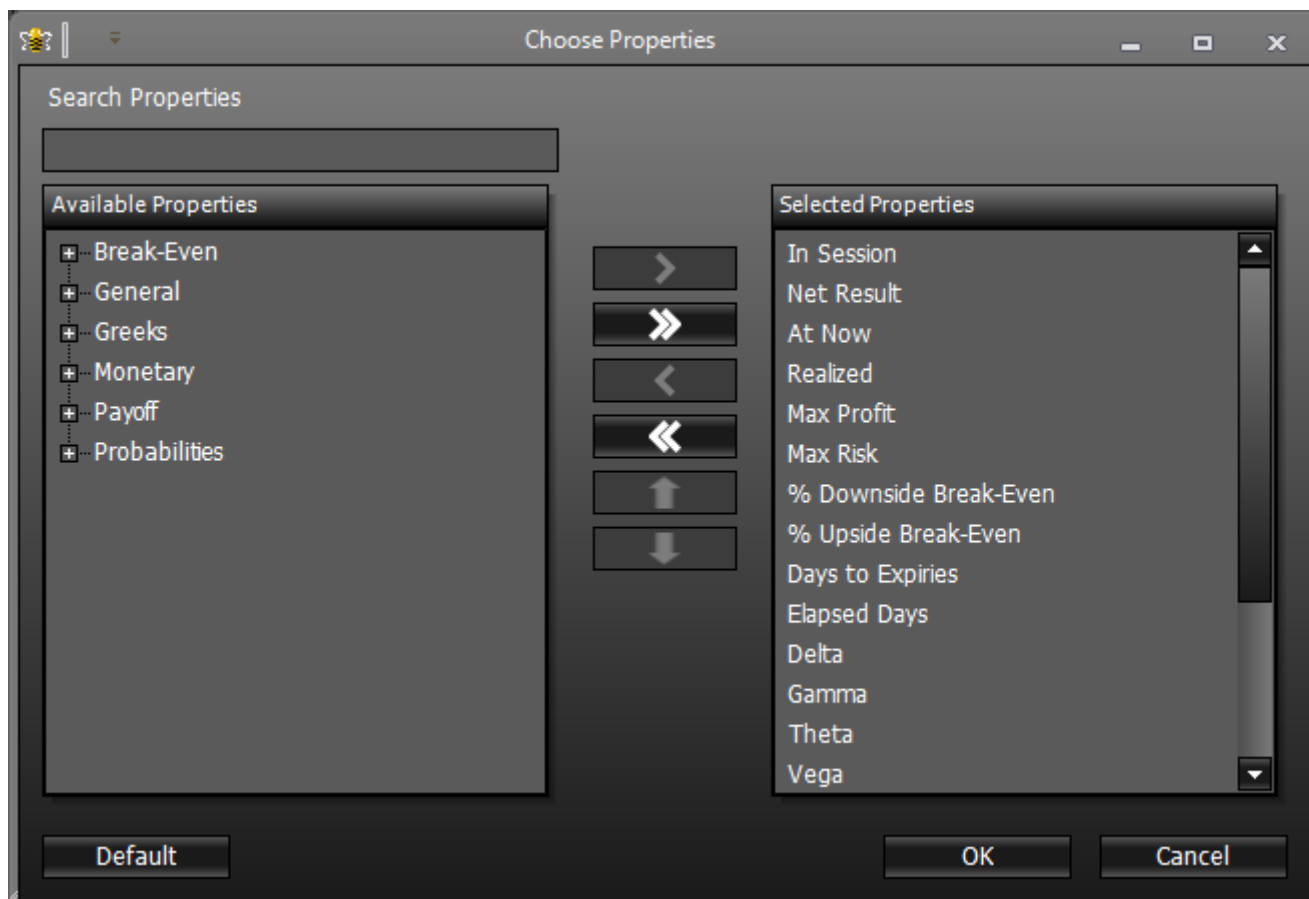 Choose Properties
Search Properties
Available Properties
Break-Even
General
Greeks
Monetary
Payoff
Probabilities
Selected Properties
In Session
Net Result
At Now
Realized
Max Profit
Max Risk
% Downside Break-Even
% Upside Break-Even
Days to Expiries
Elapsed Days
Delta
Gamma
Theta
Vega
Default
OK
Cancel